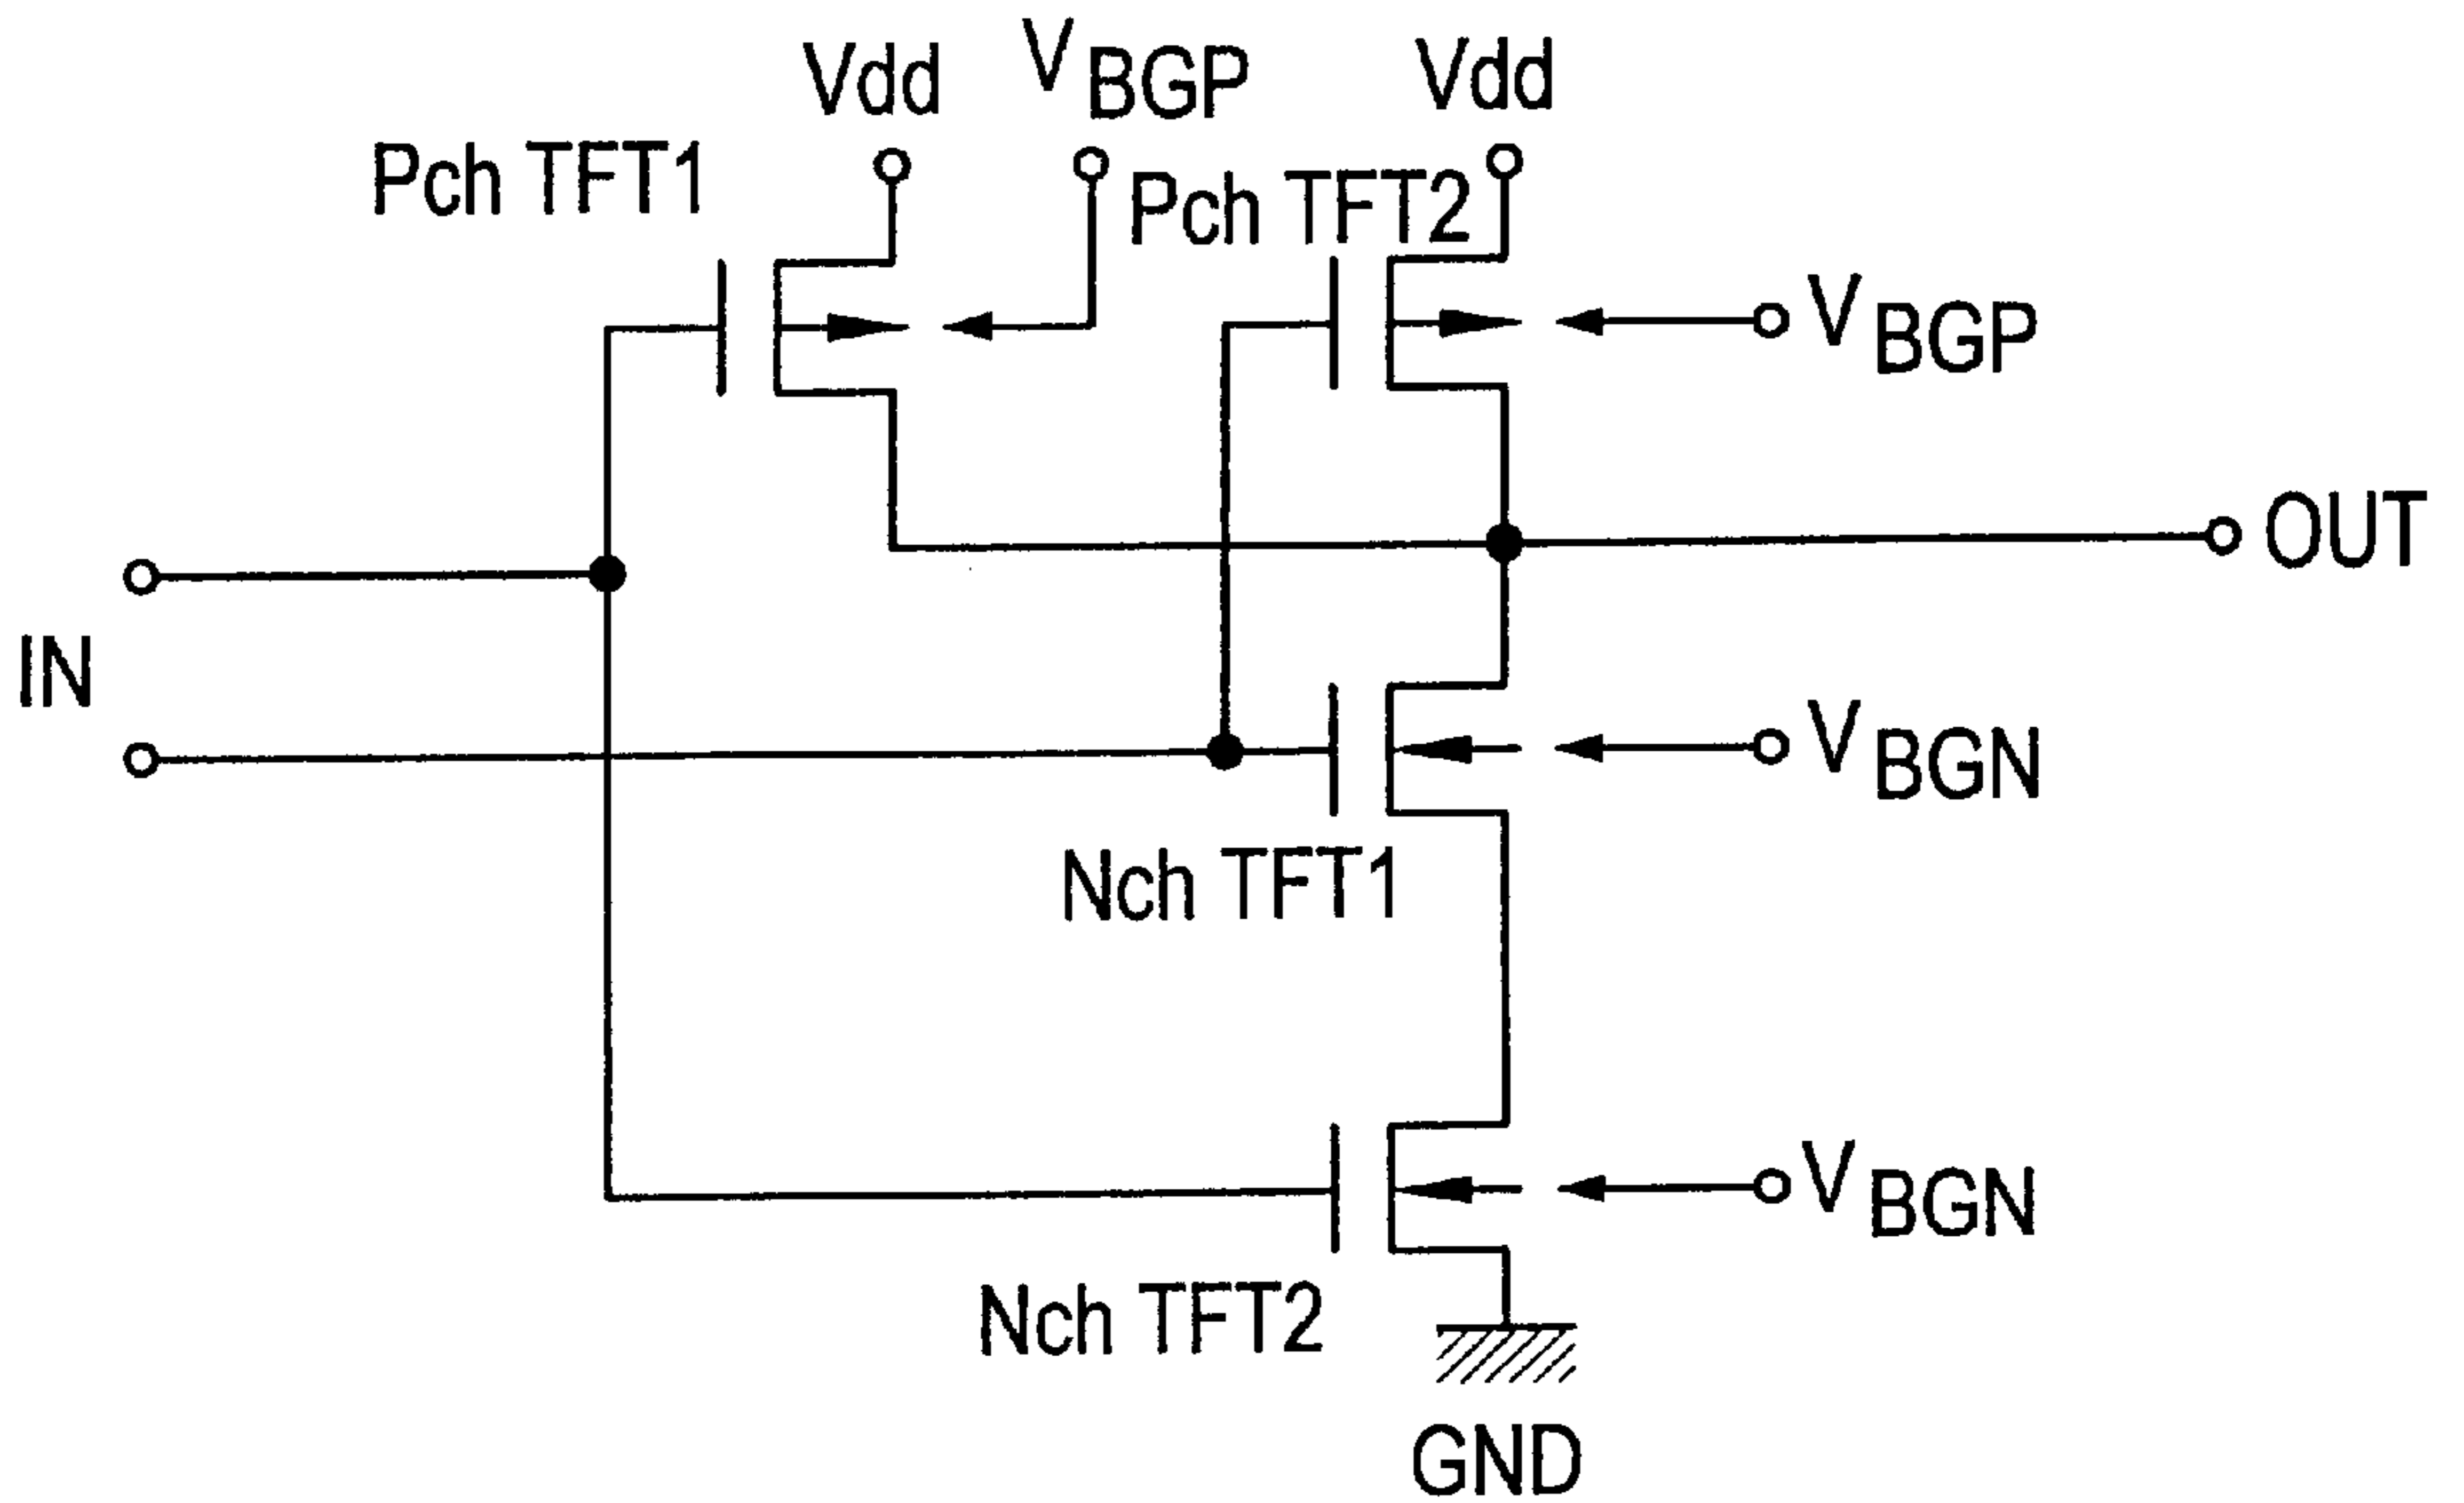 Vdd
VBGP
Vdd
Pch TFT1
Pch TFT2
VBGP
OUT
IN
VBGN
Nch TFT1
VBGN
Nch TFT2
GND